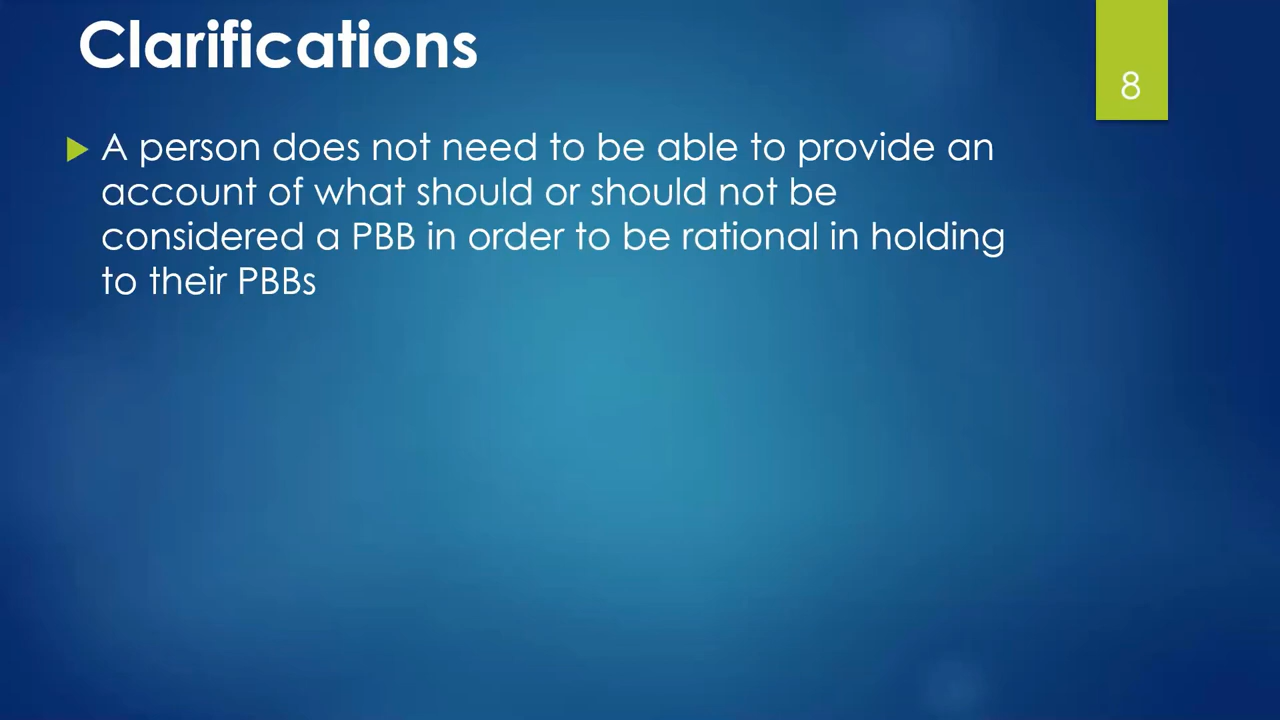 Clarifications
8
A person does not need to be able to provide an
account of what should or should not be
considered a PBB in order to be rational in holding
to their PBBs